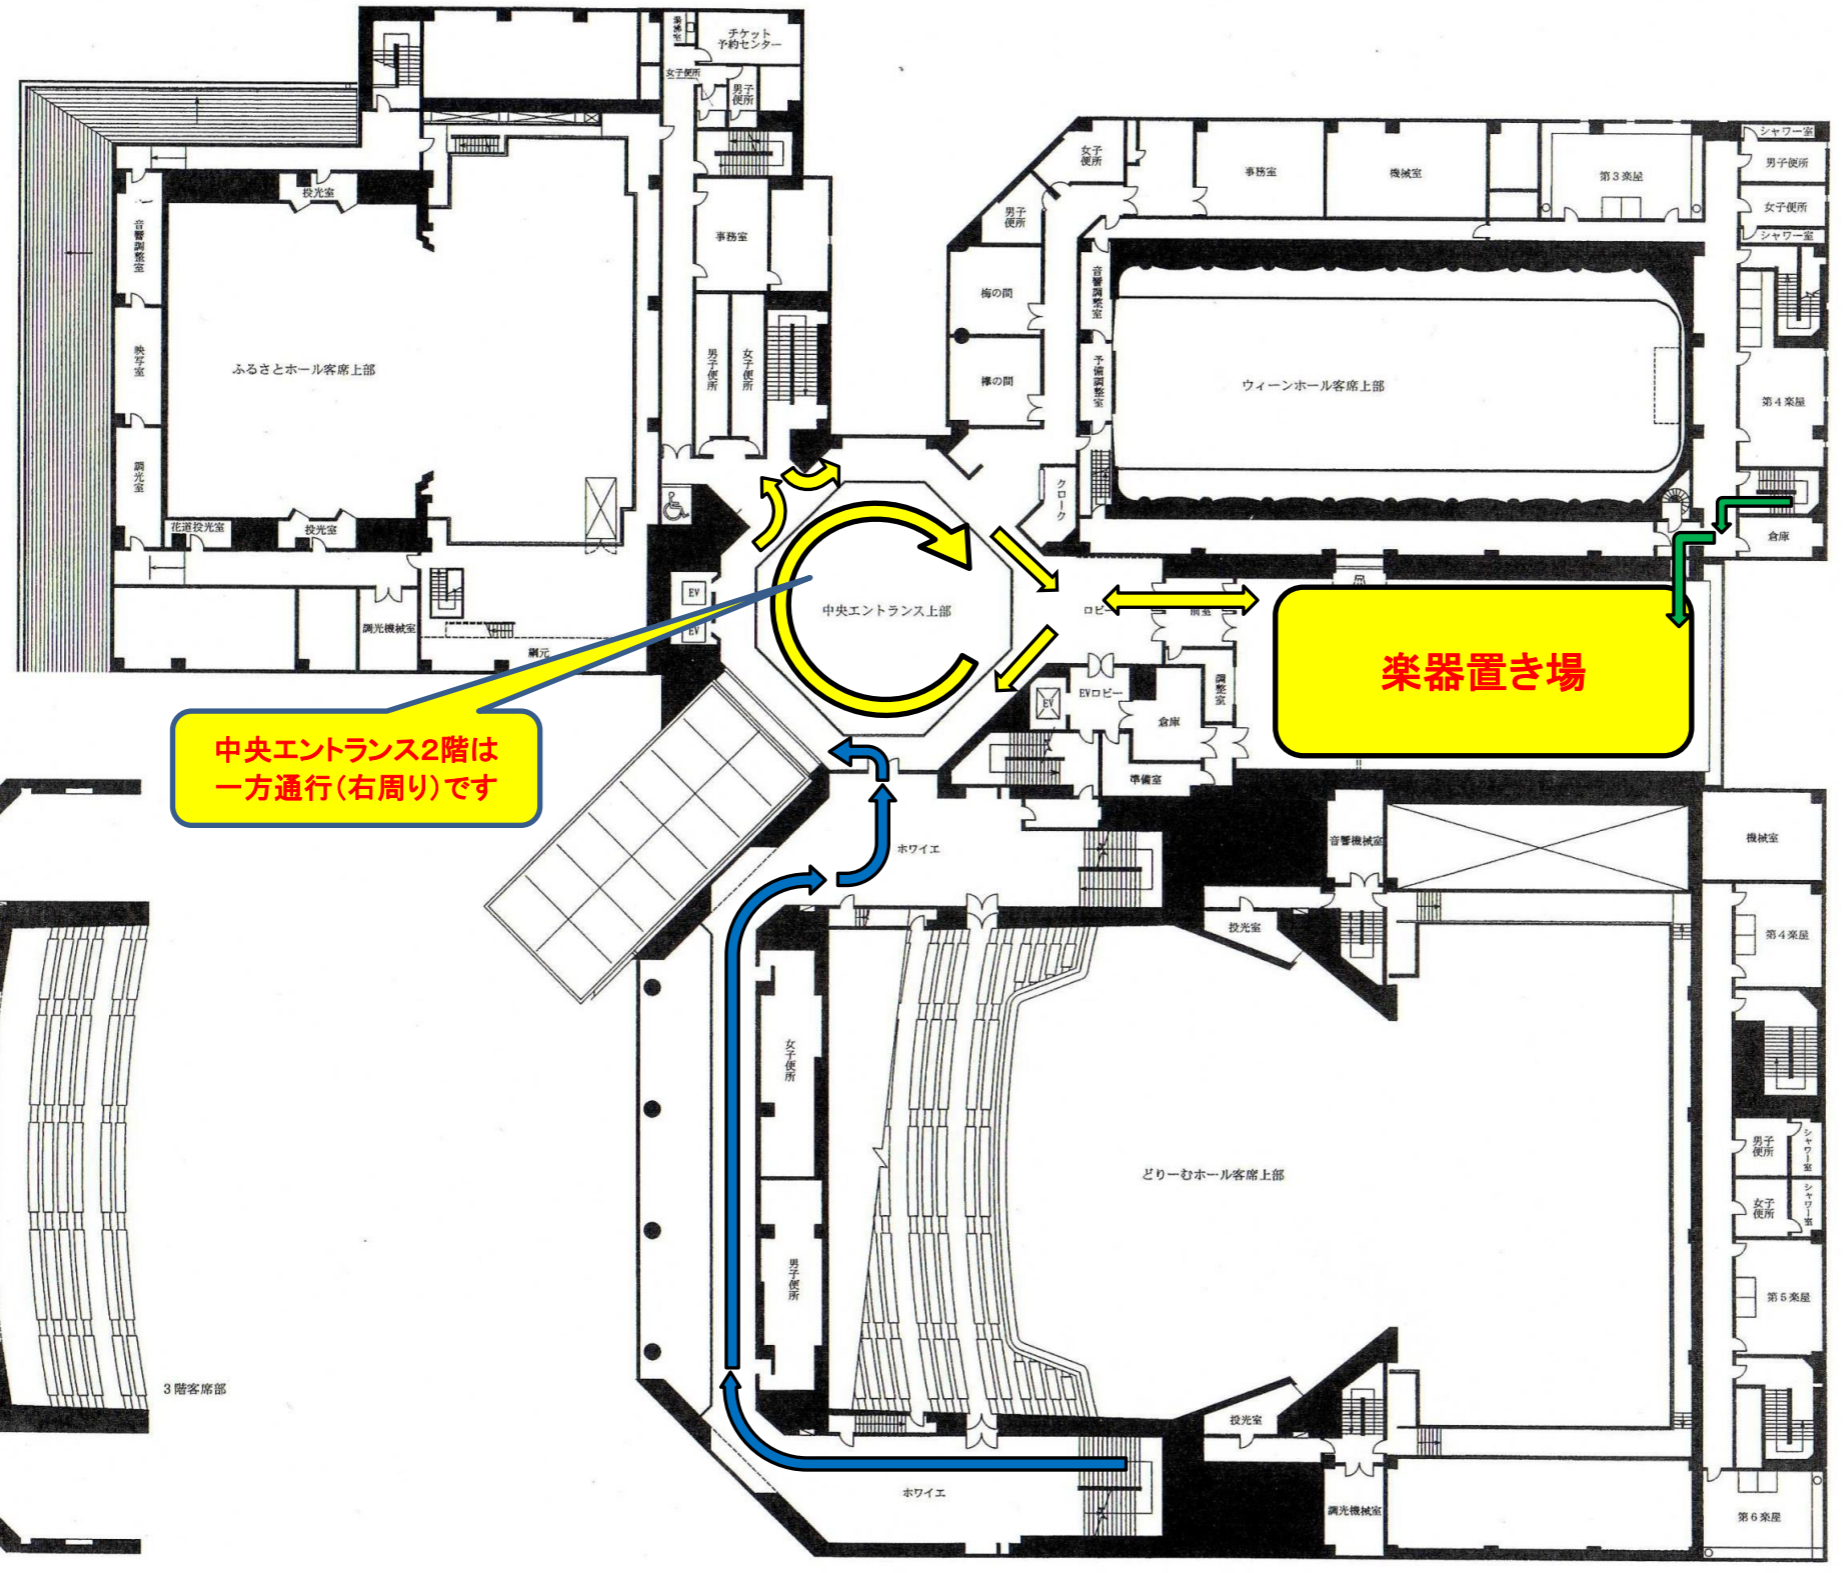 湯沸室
チケット
予約センター
女子便所
男子
便所
投光室
音響調整室
事務室
映写室
ふるさとホール客席上部
男子便所
女子便所
調光室
花道投光室
投光室
EV
EV
調光機械室
綱元
女子
便所
事務室
機械室
第3楽屋
シャワー室
男子便所
女子便所
シャワー室
男子
便所
梅の間
欅の間
音響調整室
予備調整室
ウィーンホール客席上部
第4楽屋
クローク
倉庫
中央エントランス上部
ロビー
前室
楽器置き場
EVロビー
EV
倉庫
調整室
準備室
中央エントランス2階は
一方通行(右周り)です
ホワイエ
音響機械室
機械室
投光室
第4楽屋
女子便所
男子便所
どりーむホール客席上部
男子
便所
シャワー室
女子
便所
シャワー室
第5楽屋
3階客席部
投光室
ホワイエ
調光機械室
第6楽屋